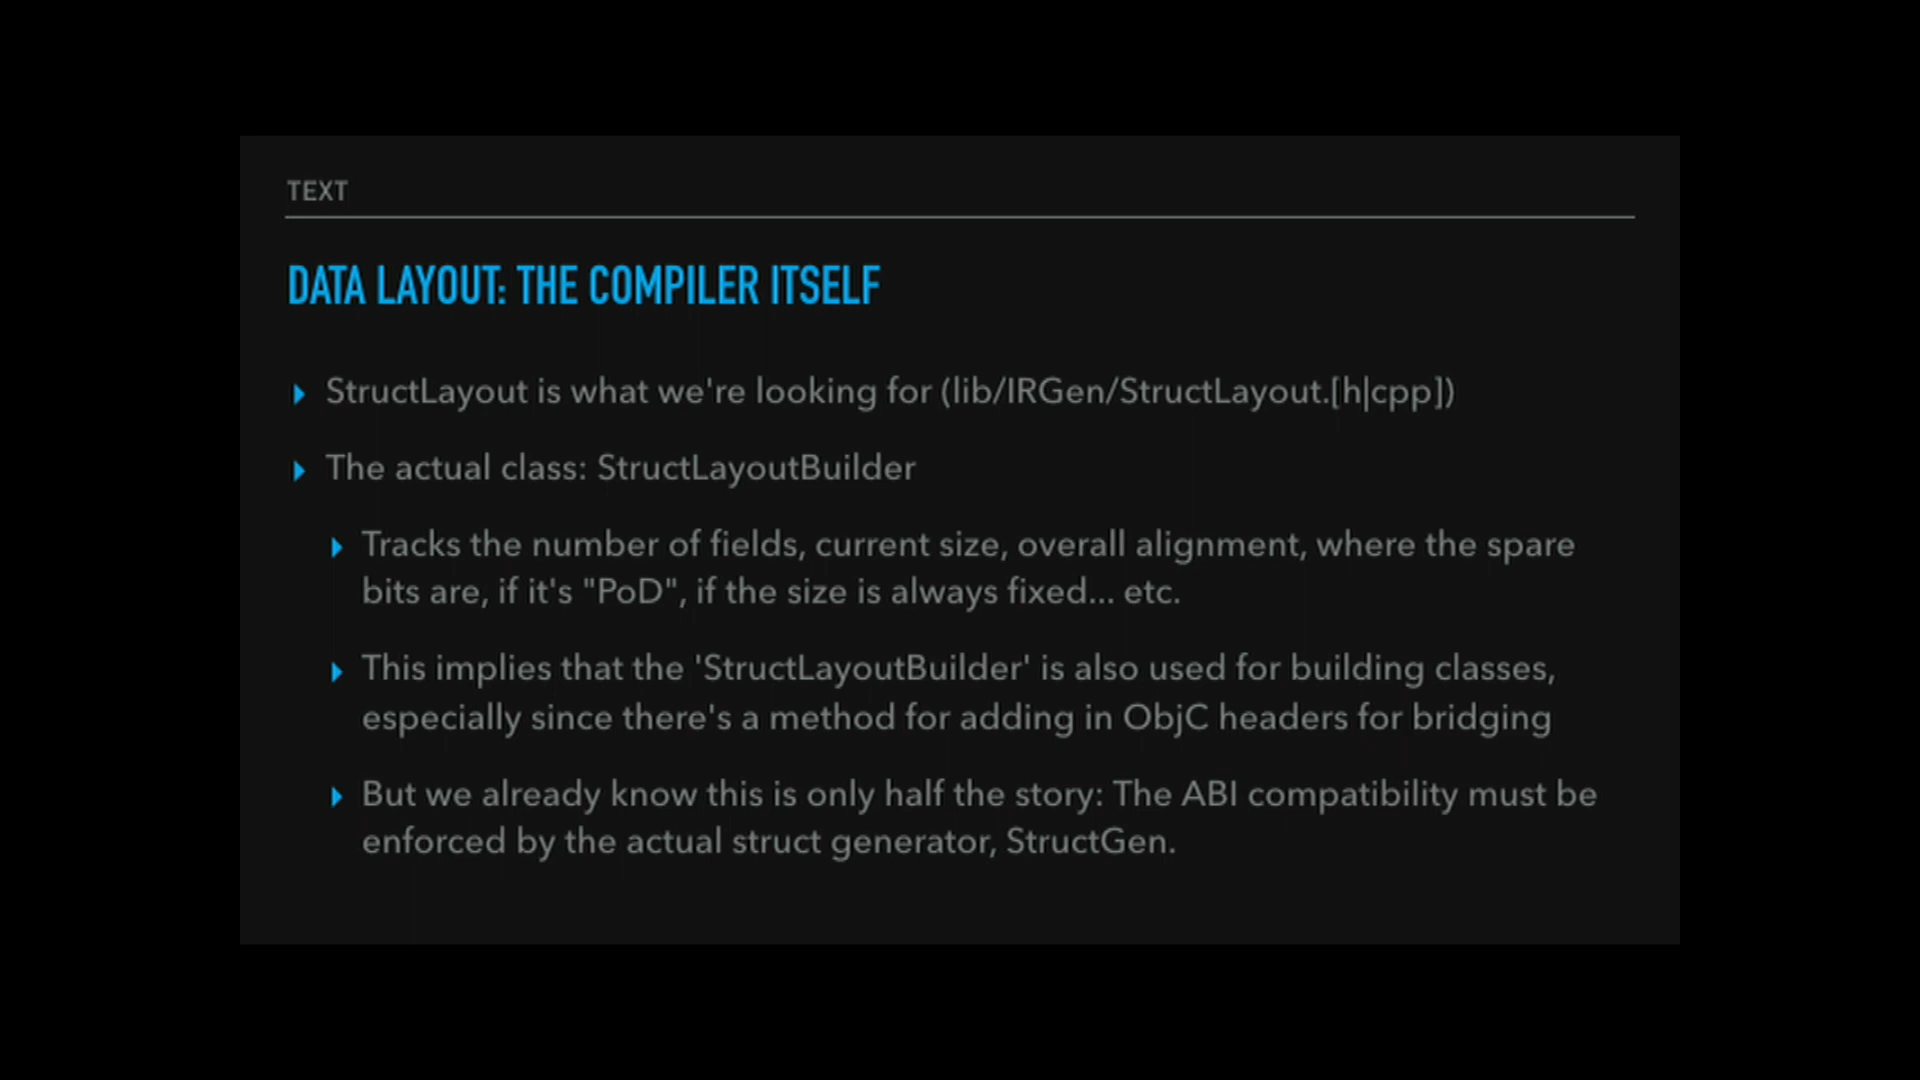 TEXT
DATA LAYOUT: THE COMPILER ITSELF
StructLayout is what we're looking for (lib/IRGen/StructLayout.[h|cpp])
The actual class: StructLayoutBuilder
Tracks the number of fields, current size, overall alignment, where the spare
bits are, if it's "PoD", if the size is always fixed... etc.
This implies that the 'StructLayoutBuilder' is also used for building classes,
especially since there's a method for adding in ObjC headers for bridging
But we already know this is only half the story: The ABI compatibility must be
enforced by the actual struct generator, StructGen.